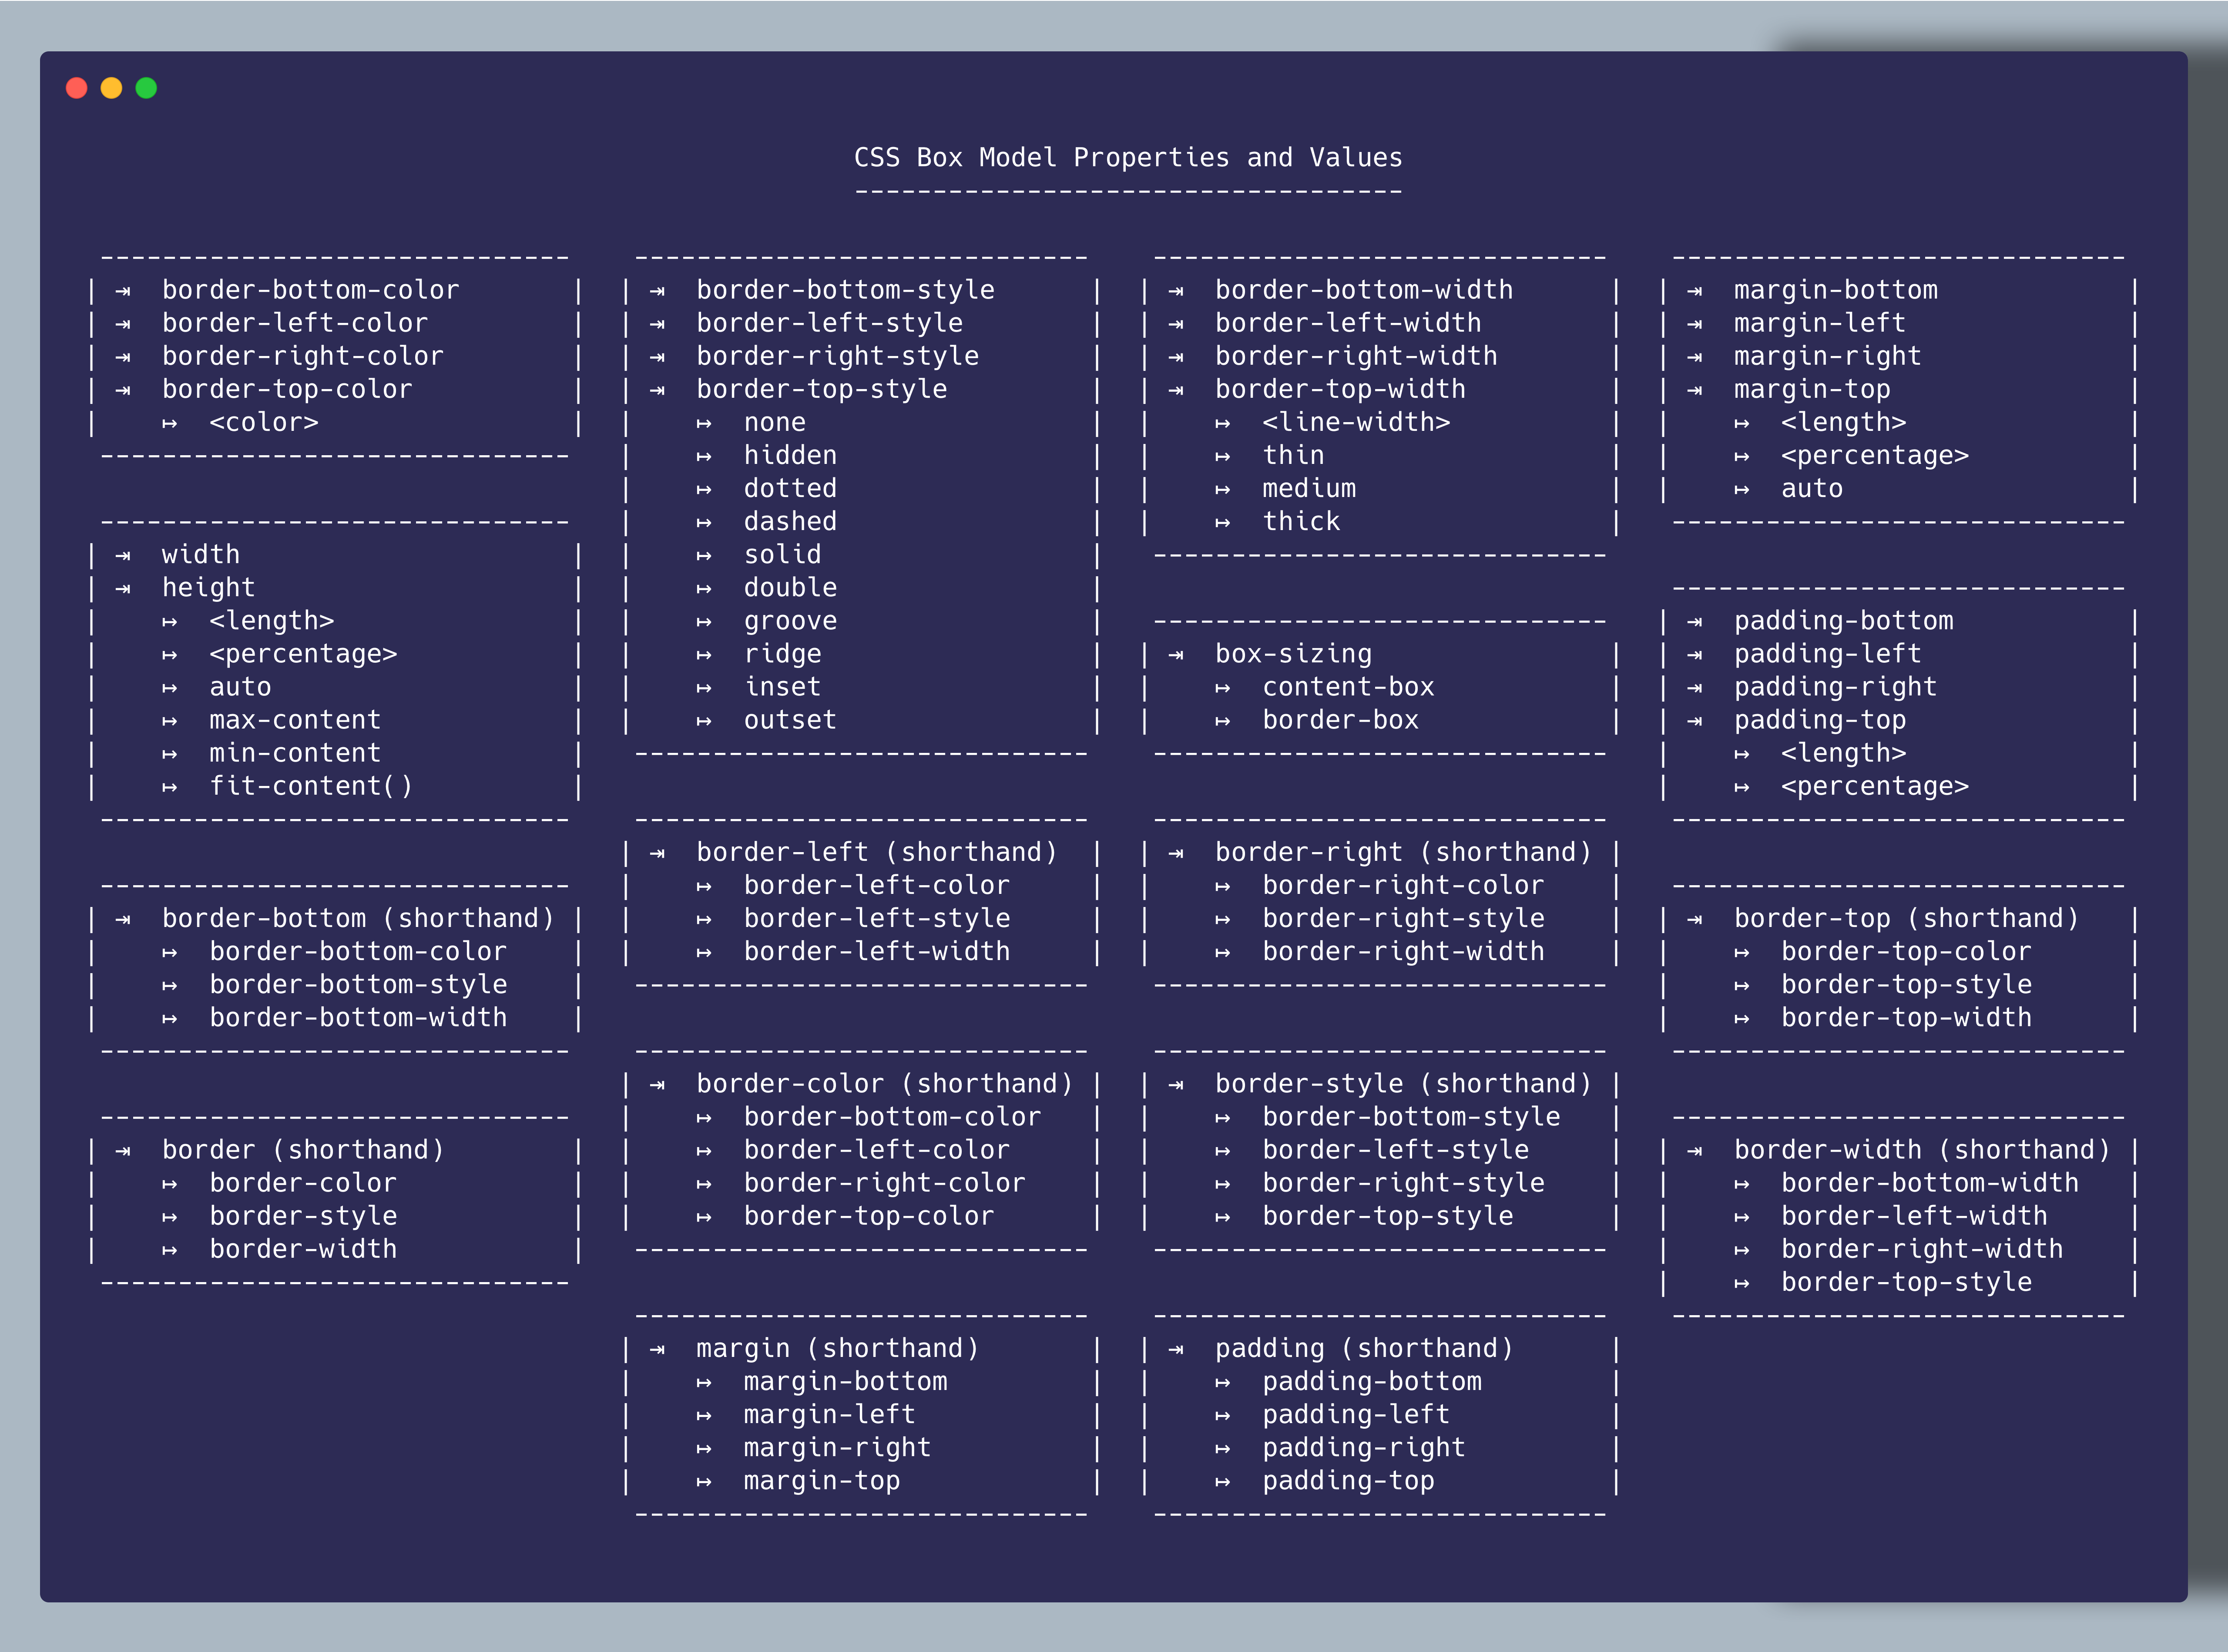 CSS Box Model Properties and Values
border-bottom-color
border-left-color
border-right-color
border-top-color
<color>
width
height
<length>
<percentage>
auto
max-content
min-content
fit-content()
border-bottom (shorthand)
border-bottom-color
border-bottom-style
border-bottom-width
border (shorthand)
border-color
border-style
border-width
border-bottom-style
border-left-style
border-right-style
border-top-style
none
hidden
dotted
dashed
solid
double
groove
ridge
inset
outset
border-left (shorthand)
border-left-color
border-left-style
border-left-width
border-color (shorthand)
border-bottom-color
border-left-color
border-right-color
border-top-color
margin (shorthand)
margin-bottom
margin-left
margin-right
margin-top
border-bottom-width
border-left-width
border-right-width
border-top-width
<line-width>
thin
medium
thick
box-sizing
content-box
border-box
border-right (shorthand)
border-right-color
border-right-style
border-right-width
border-style (shorthand)
border-bottom-style
border-left-style
border-right-style
border-top-style
padding (shorthand)
padding-bottom
padding-left
padding-right
padding-top
margin-bottom
margin-left
margin-right
margin-top
<length>
<percentage>
auto
padding-bottom
padding-left
padding-right
padding-top
<length>
<percentage>
border-top (shorthand)
border-top-color
border-top-style
border-top-width
border-width (shorthand)
border-bottom-width
border-left-width
border-right-width
border-top-style